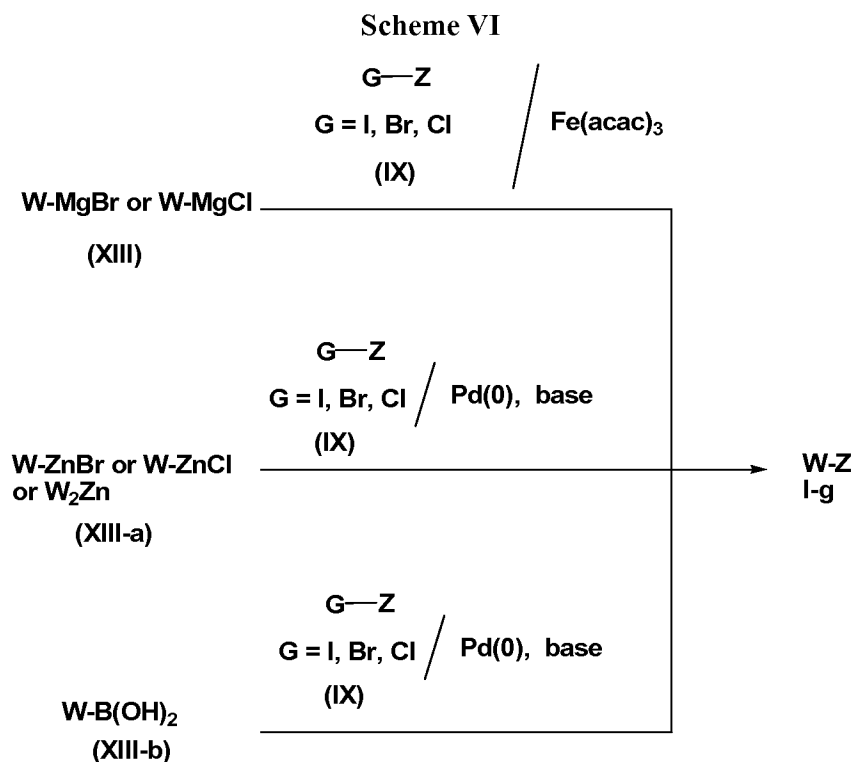 Scheme VI
G—Z
G = I, Br, Cl
(IX)
Fe(acac)3
W-MgBr or W-MgCl
(XIII)
G—Z
G = I, Br, Cl
(IX)
Pd(0), base
W-ZnBr or W-ZnCl
or W2Zn
(XIII-a)
W-Z
I-g
G—Z
G = I, Br, Cl
(IX)
Pd(0), base
W-B(OH)2
(XIII-b)